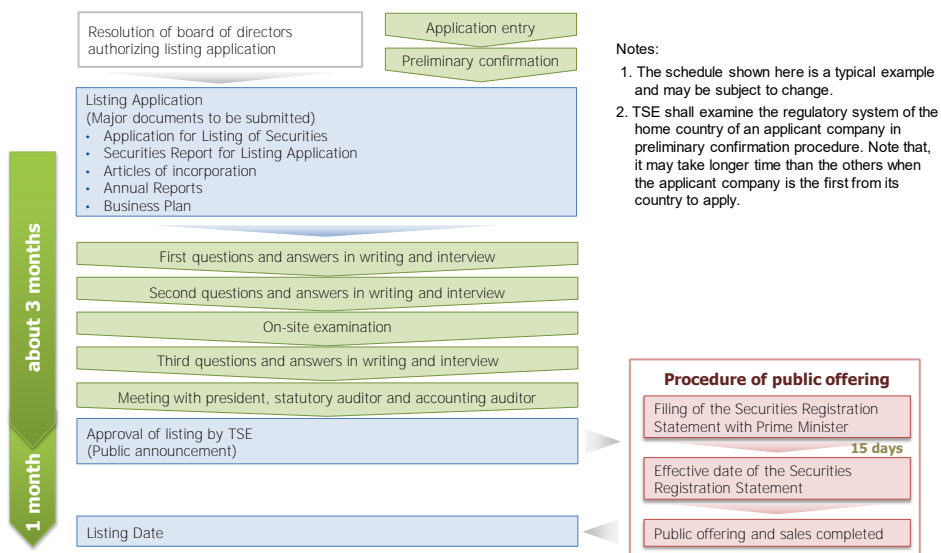 Resolution of board of directors
authorizing listing application
Application entry
Preliminary confirmation
Notes:
1. The schedule shown here is a typical example
and may be subject to change.
2. TSE shall examine the regulatory system of the
home country of an applicant company in
preliminary confirmation procedure. Note that,
it may take longer time than the others when
the applicant company is the first from its
country to apply.
Listing Application
(Major documents to be submitted)
• Application for Listing of Securities
• Securities Report for Listing Application
• Articles of incorporation
• Annual Reports
• Business Plan
about 3 months
First questions and answers in writing and interview
Second questions and answers in writing and interview
On-site examination
Third questions and answers in writing and interview
Meeting with president, statutory auditor and accounting auditor
Approval of listing by TSE
(Public announcement)
1 month
Listing Date
Procedure of public offering
Filing of the Securities Registration
Statement with Prime Minister
15 days
Effective date of the Securities
Registration Statement
Public offering and sales completed